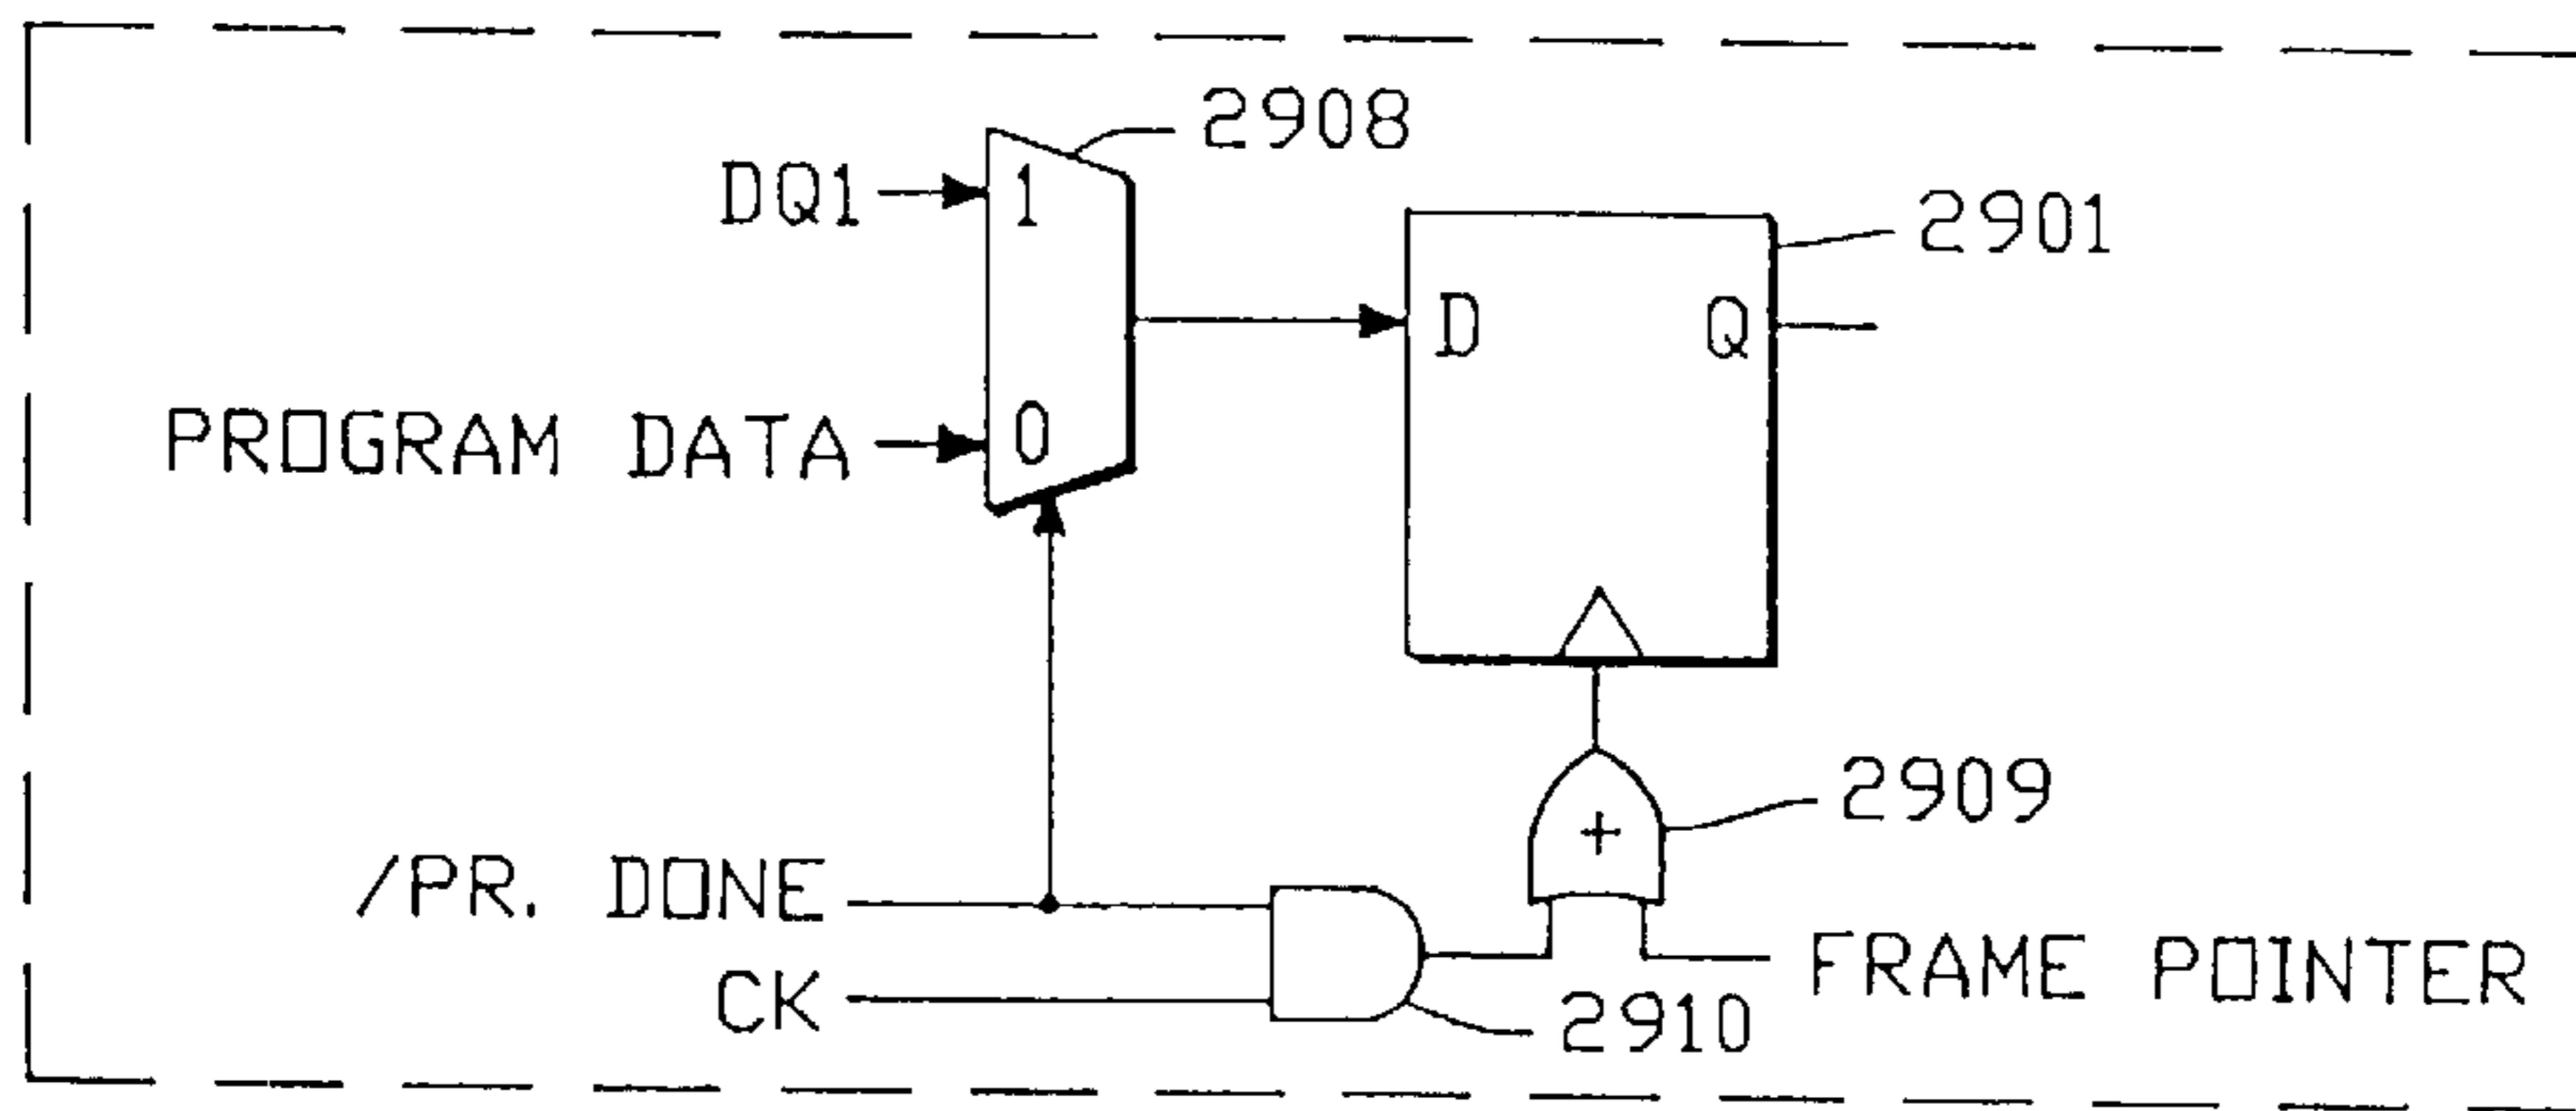 2908
DQ1
1
2901
D
Q
PROGRAM DATA
0
2909
+
/PR. DONE
FRAME POINTER
CK
2910